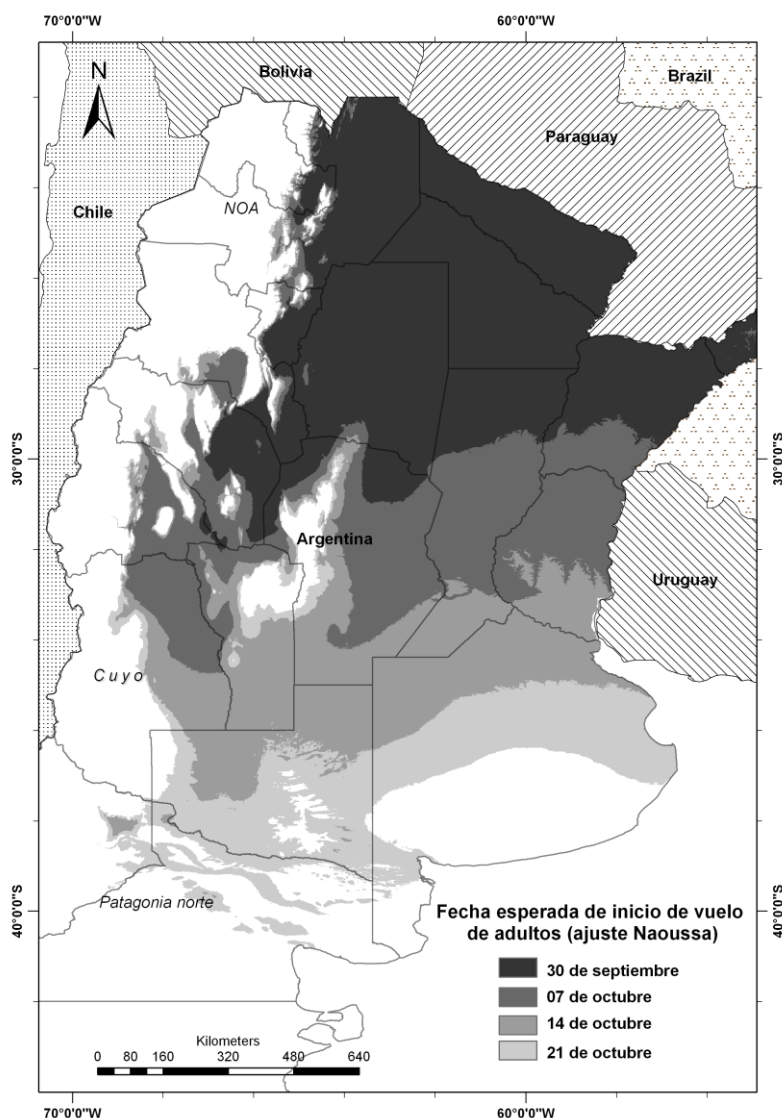 70°0'0"W
60°0'0"W
Bolivia
Brazil
N
Paraguay
Chile
NOA
30°0'0"S
30°0'0"S
Argentina
Uruguay
Cuyo
Patagonia norte
40°0'0"S
40°0'0"S
Fecha esperada de inicio de vuelo
de adultos (ajuste Naoussa)
30 de septiembre
07 de octubre
14 de octubre
21 de octubre
Kilometers
0 80 160 320 480 640
70°0'0"W
60°0'0"W